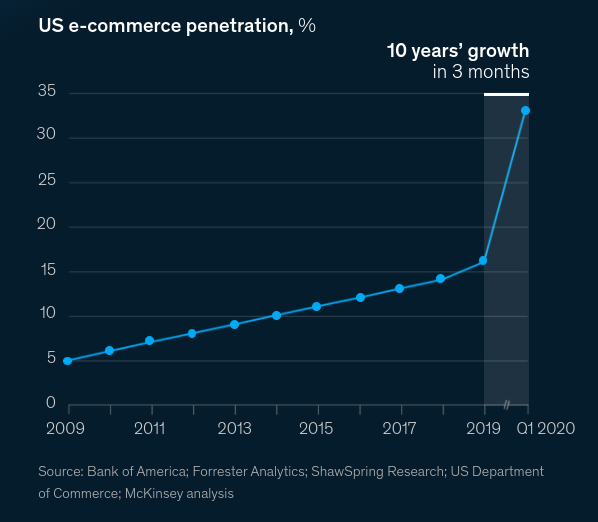 US e-commerce penetration, %
10 years’ growth
in 3 months
35
30
25
20
15
10
5
0
2009 2011 2013 2015 2017 2019 Q1 2020
Source: Bank of America; Forrester Analytics; ShawSpring Research; US Department
of Commerce; McKinsey analysis